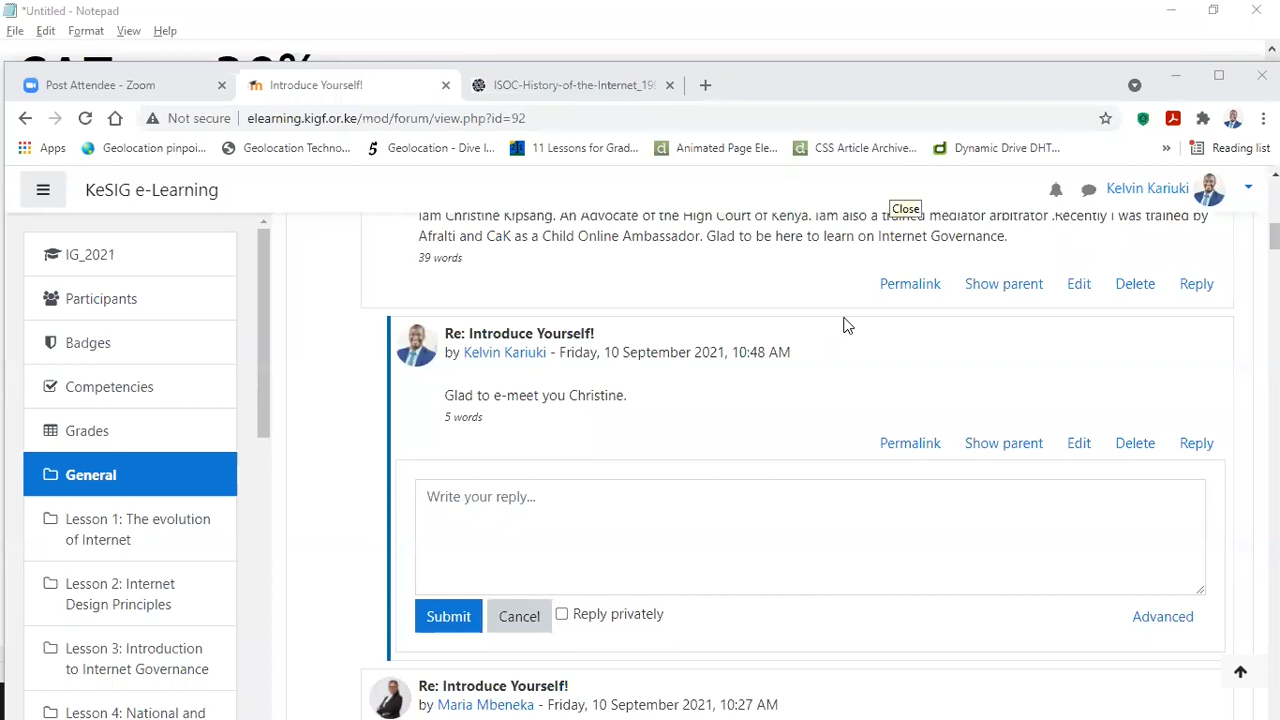 *Untitled - Notepad
File Edit Format View Help
Post Attendee - Zoom
Introduce Yourself!
ISOC-History-of-the-Internet_199
Not secure
elearning.kigf.or.ke/mod/forum/view.php?id=92
Apps
Geolocation pinpoi...
Geolocation Techno...
Geolocation - Dive I...
11 Lessons for Grad...
Animated Page Ele...
CSS Article Archive...
Dynamic Drive DHT...
»
Reading list
KeSIG e-Learning
Kelvin Kariuki
Close
IG_2021
Participants
Badges
Competencies
Grades
General
Lesson 1: The evolution
of Internet
Lesson 2: Internet
Design Principles
Lesson 3: Introduction
to Internet Governance
Lesson 4: National and
Iam Christine Kipsang. An Advocate of the High Court of Kenya. Iam also a trained mediator arbitrator .Recently I was trained by
Afralti and CaK as a Child Online Ambassador. Glad to be here to learn on Internet Governance.
39 words
Permalink Show parent Edit Delete Reply
Re: Introduce Yourself!
by Kelvin Kariuki - Friday, 10 September 2021, 10:48 AM
Glad to e-meet you Christine.
5 words
Permalink Show parent Edit Delete Reply
Write your reply...
Submit Cancel Reply privately Advanced
Re: Introduce Yourself!
by Maria Mbeneka - Friday, 10 September 2021, 10:27 AM